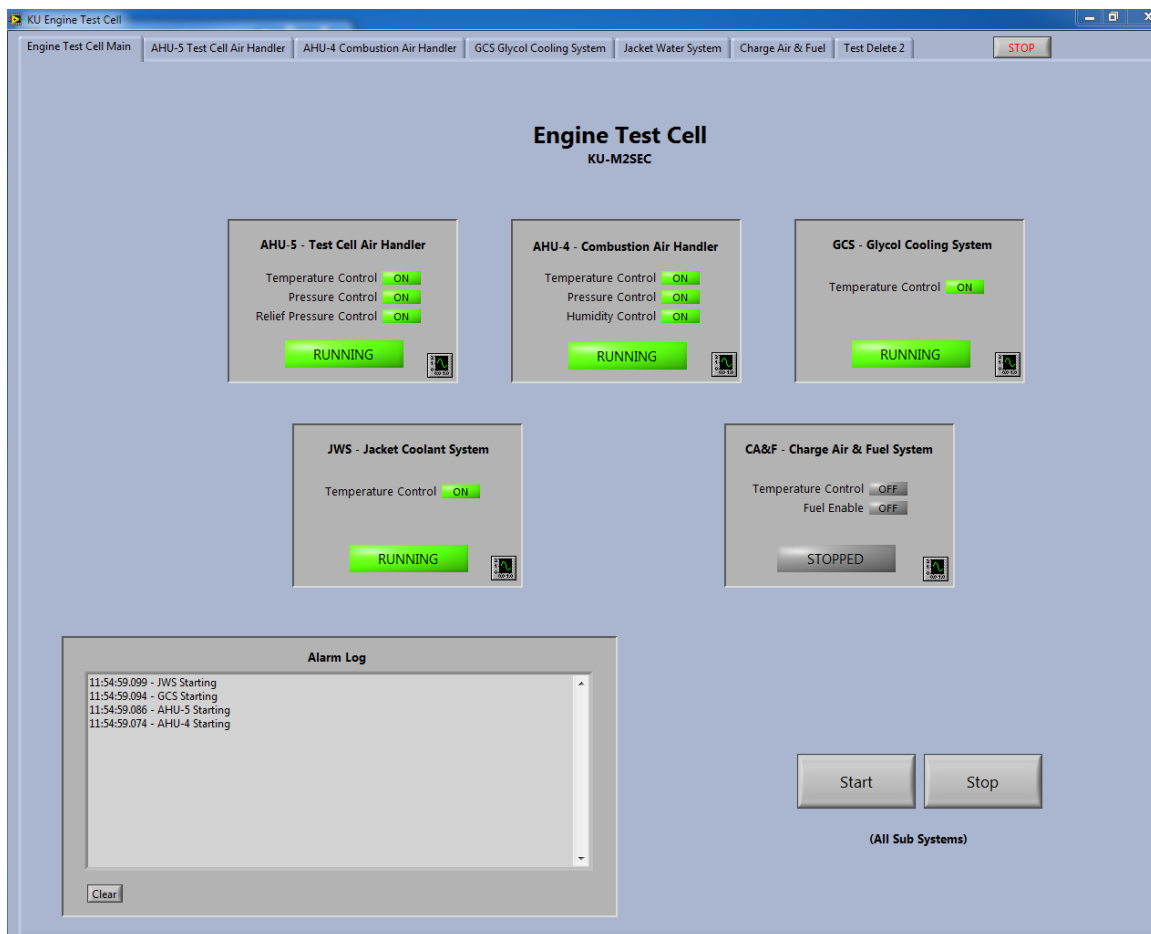 KU Engine Test Cell
Engine Test Cell Main AHU-5 Test Cell Air Handler AHU-4 Combustion Air Handler GCS Glycol Cooling System Jacket Water System Charge Air & Fuel Test Delete 2 STOP
Engine Test Cell
KU-M2SEC
AHU-5 - Test Cell Air Handler
Temperature Control ON
Pressure Control ON
Relief Pressure Control ON
RUNNING
AHU-4 - Combustion Air Handler
Temperature Control ON
Pressure Control ON
Humidity Control ON
RUNNING
GCS - Glycol Cooling System
Temperature Control ON
RUNNING
JWS - Jacket Coolant System
Temperature Control ON
RUNNING
CA&F - Charge Air & Fuel System
Temperature Control OFF
Fuel Enable OFF
STOPPED
Alarm Log
11:54:59.099 - JWS Starting
11:54:59.094 - GCS Starting
11:54:59.086 - AHU-5 Starting
11:54:59.074 - AHU-4 Starting
Clear
Start Stop
(All Sub Systems)